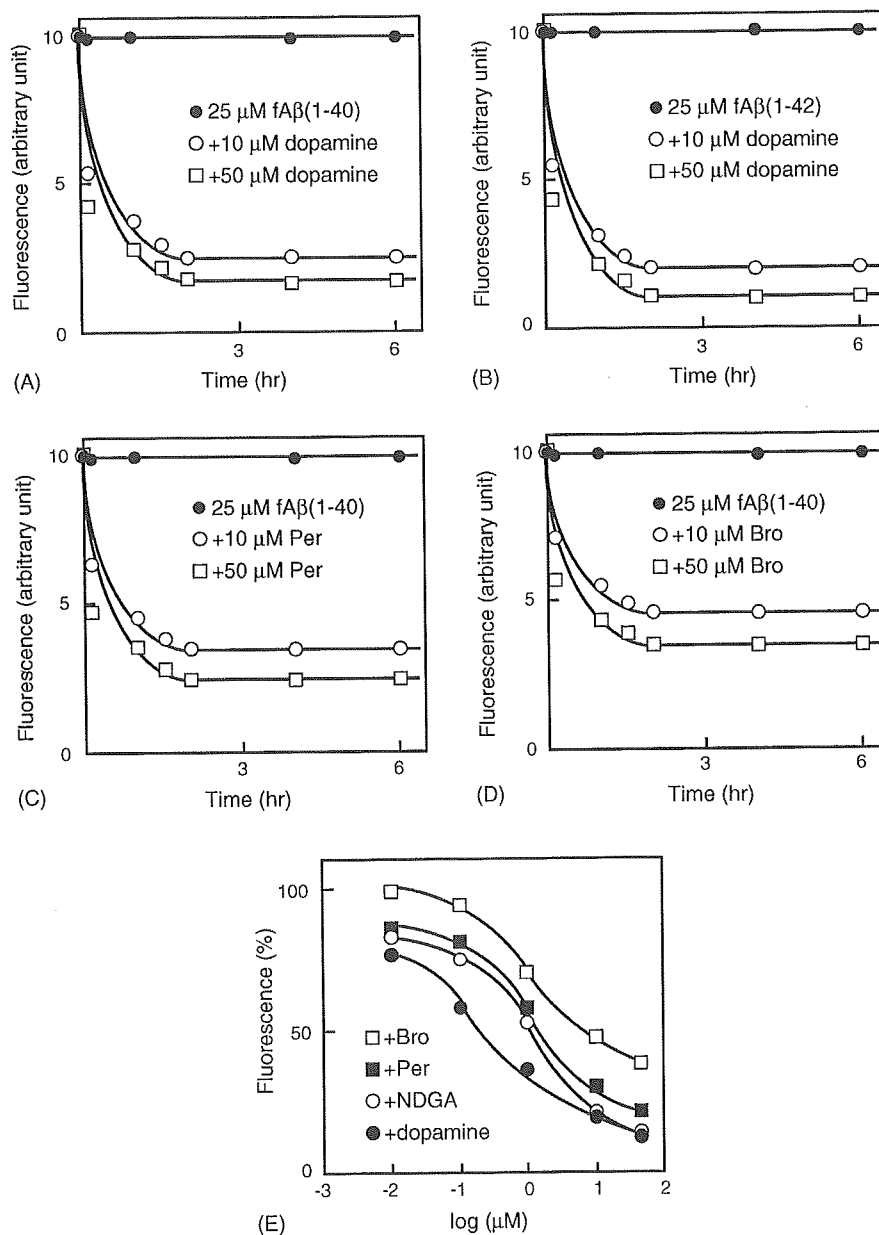 10
Fluorescence (arbitrary unit)
25 μM fAβ(1-40)
+10 μM dopamine
+50 μM dopamine
5
0
3
6
Time (hr)
(A)
10
Fluorescence (arbitrary unit)
25 μM fAβ(1-42)
+10 μM dopamine
+50 μM dopamine
5
0
3
6
Time (hr)
(B)
10
Fluorescence (arbitrary unit)
25 μM fAβ(1-40)
+10 μM Per
+50 μM Per
5
0
3
6
Time (hr)
(C)
10
Fluorescence (arbitrary unit)
25 μM fAβ(1-40)
+10 μM Bro
+50 μM Bro
5
0
3
6
Time (hr)
(D)
100
Fluorescence (%)
50
+Bro
+Per
+NDGA
+dopamine
0
-3 -2 -1 0 1 2
log (μM)
(E)